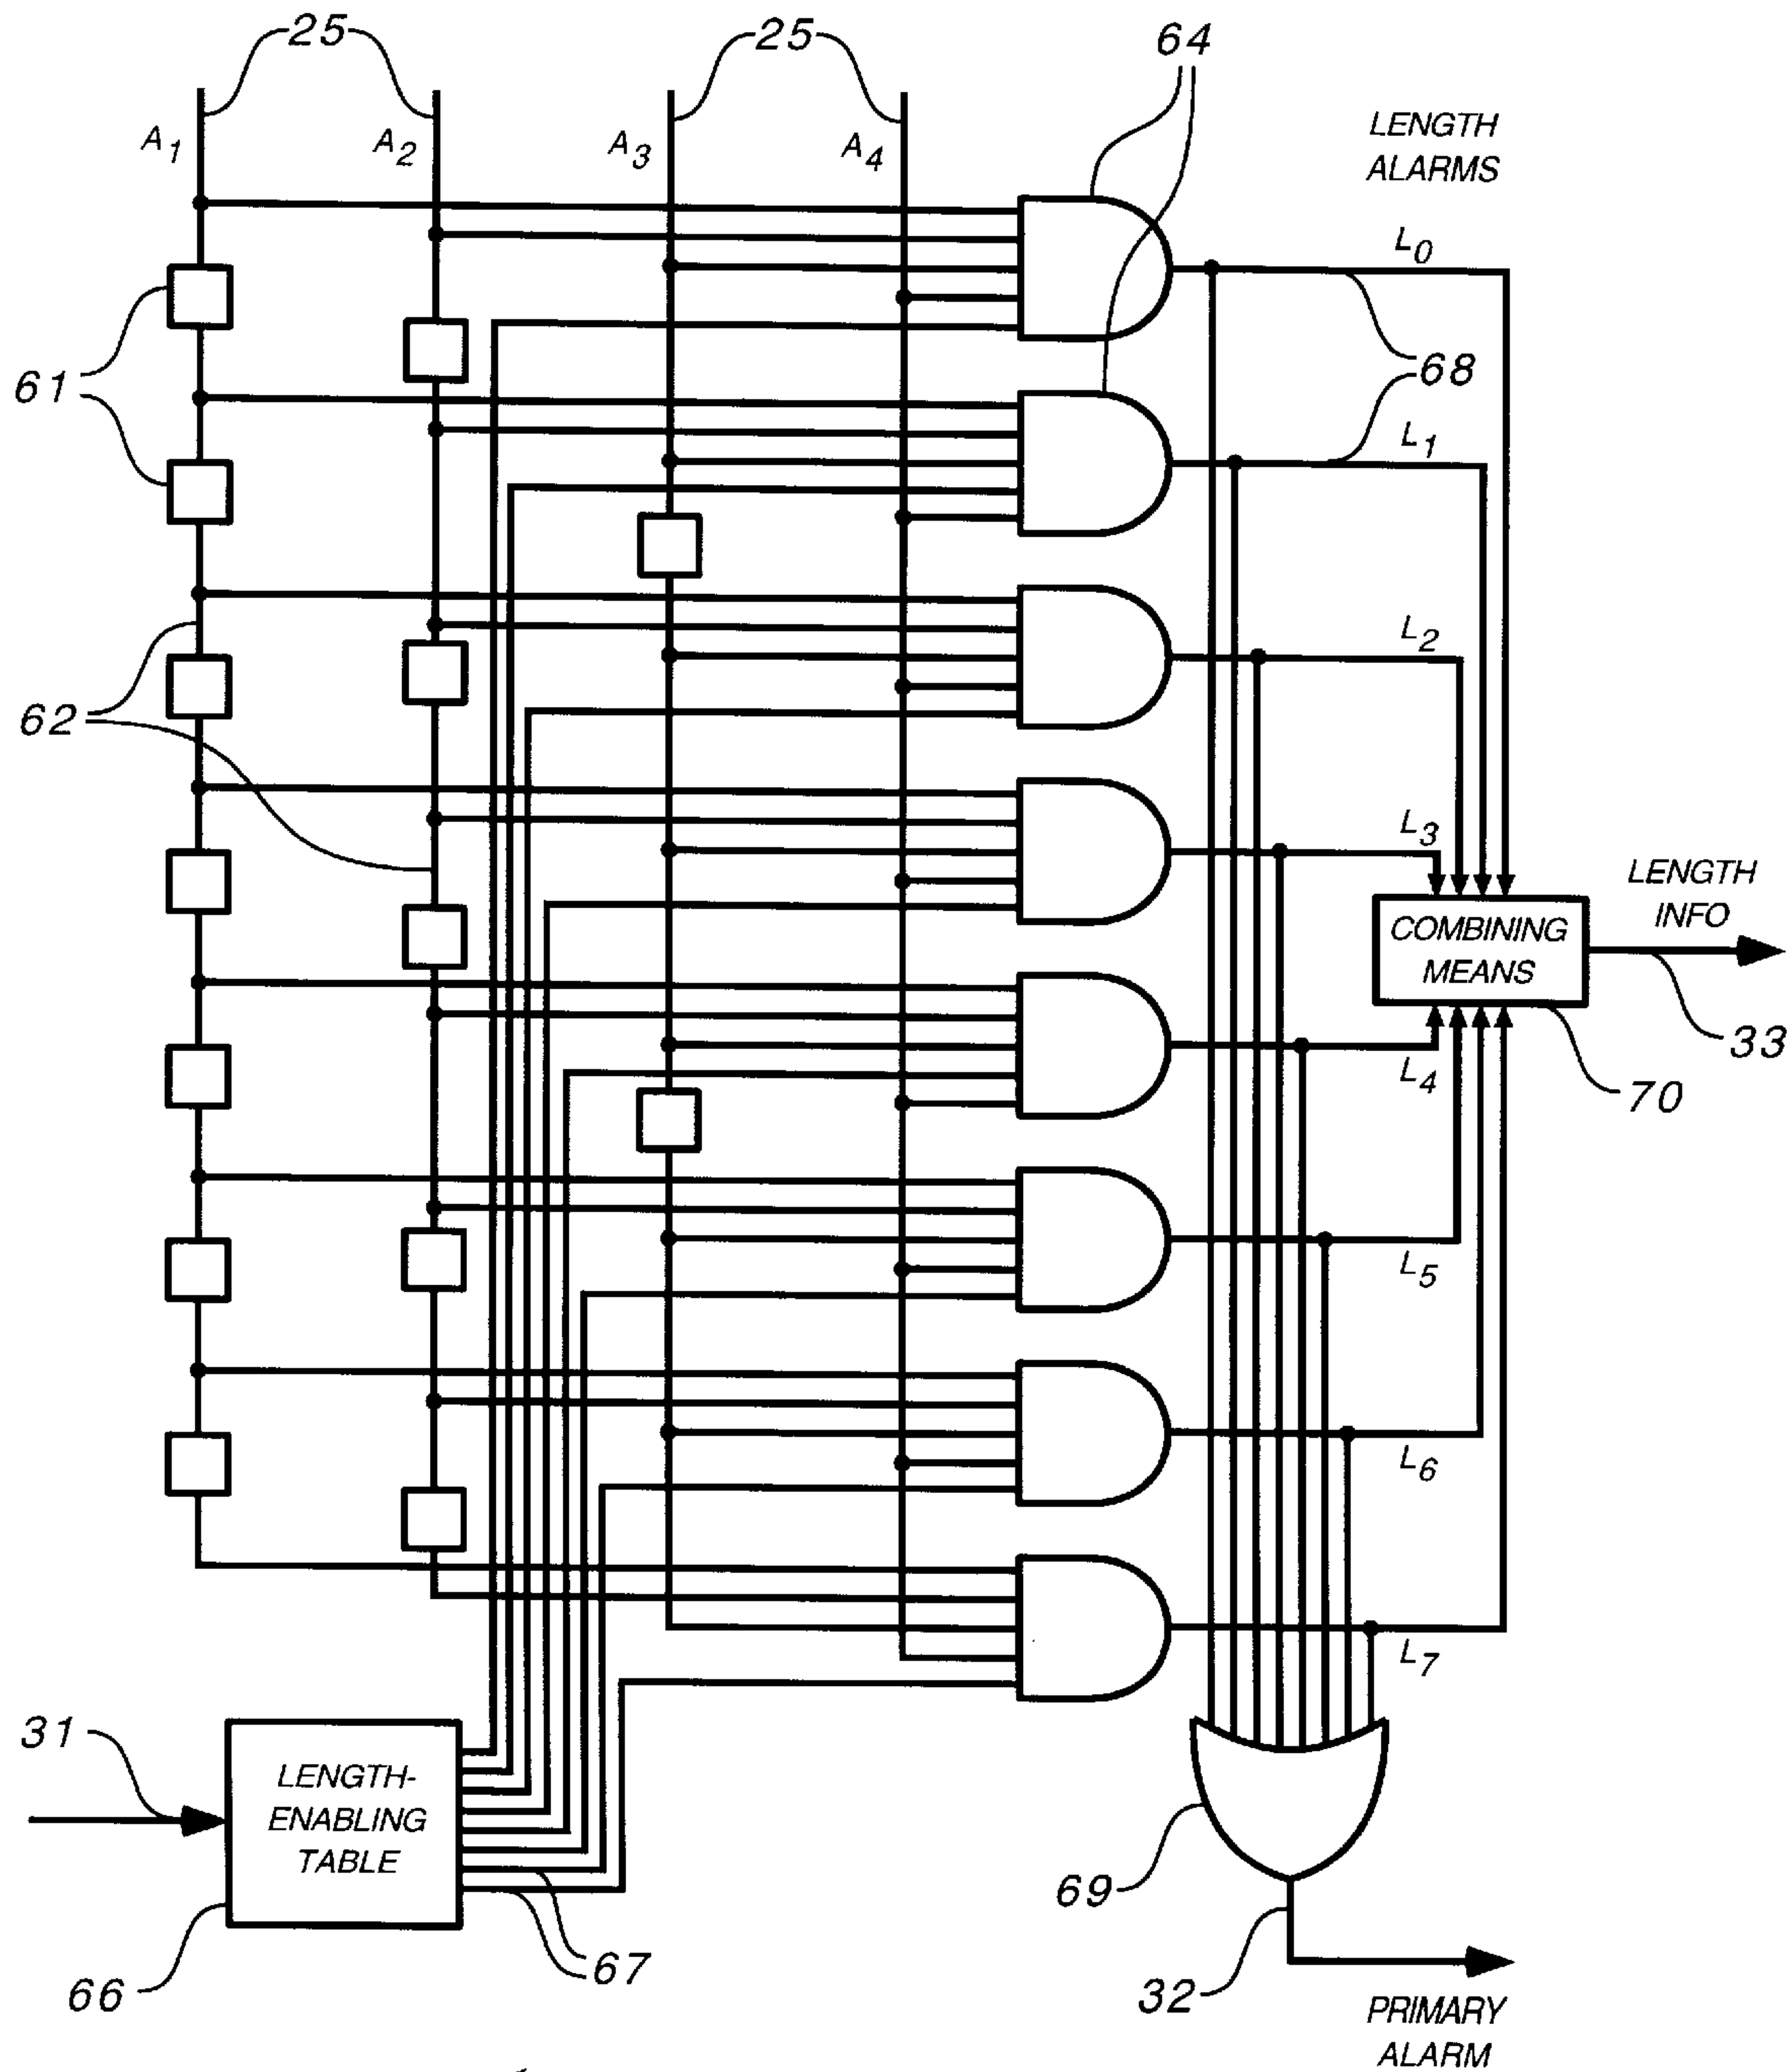 25
25
64
A1
A2
A3
A4
LENGTH
ALARMS
L0
61
68
L1
62
L2
L3
LENGTH
INFO
COMBINING
MEANS
33
L4
70
L5
L6
L7
31
LENGTH-
ENABLING
TABLE
69
67
66
32
PRIMARY
ALARM